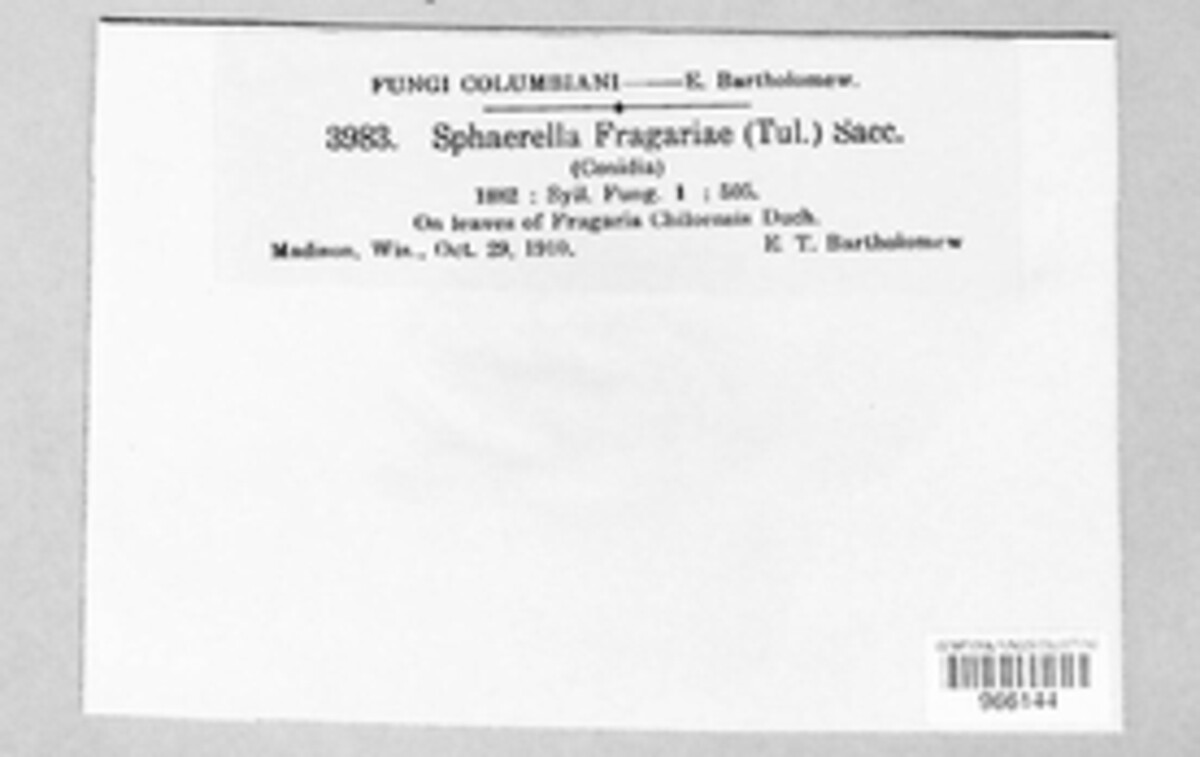 FUNGI COLUMBIANI——E. Bartholomew.
3983. Sphaerella Fragariae (Tul.) Sacc.
(Conidia)
1882 : Syll. Fung. 1 : 505.
On leaves of Fragaria Chiloensis Duch.
Madison, Wis., Oct. 29, 1910. E. T. Bartholomew
966144